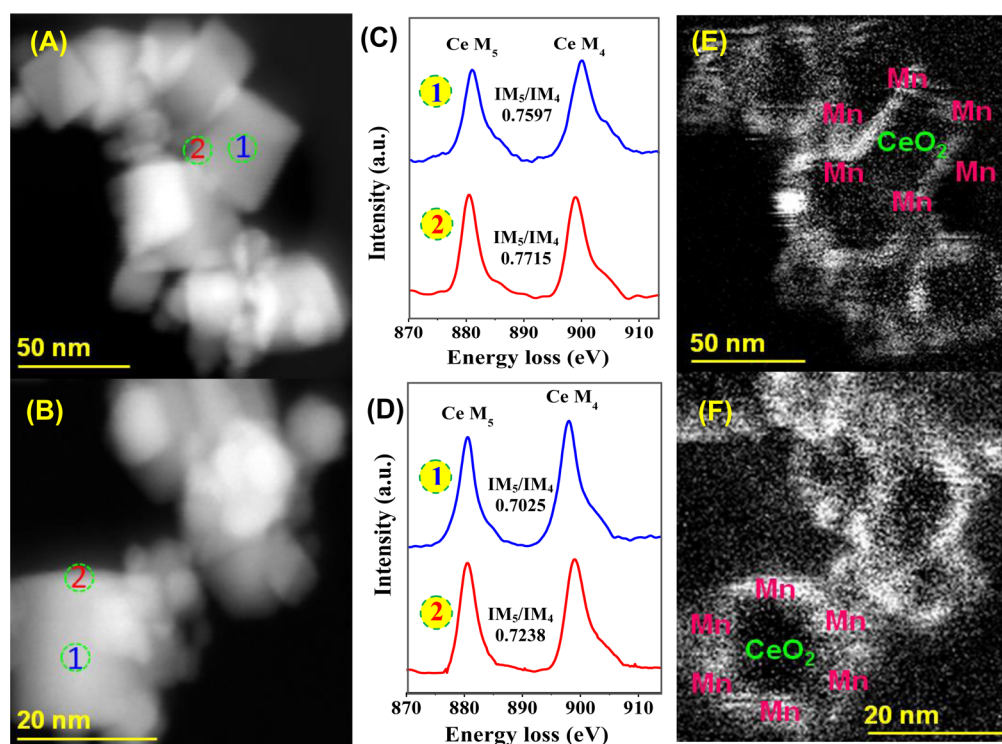 (A)
2
1
50 nm
(B)
2
1
20 nm
(C)
Ce M₅
Ce M₄
1
IM₅/IM₄
0.7597
2
IM₅/IM₄
0.7715
Intensity (a.u.)
870
880
890
900
910
Energy loss (eV)
(D)
Ce M₅
Ce M₄
1
IM₅/IM₄
0.7025
2
IM₅/IM₄
0.7238
Intensity (a.u.)
870
880
890
900
910
Energy loss (eV)
(E)
Mn
Mn
Mn
CeO₂
Mn
Mn
Mn
50 nm
(F)
Mn
Mn
Mn
CeO₂
Mn
Mn
Mn
20 nm